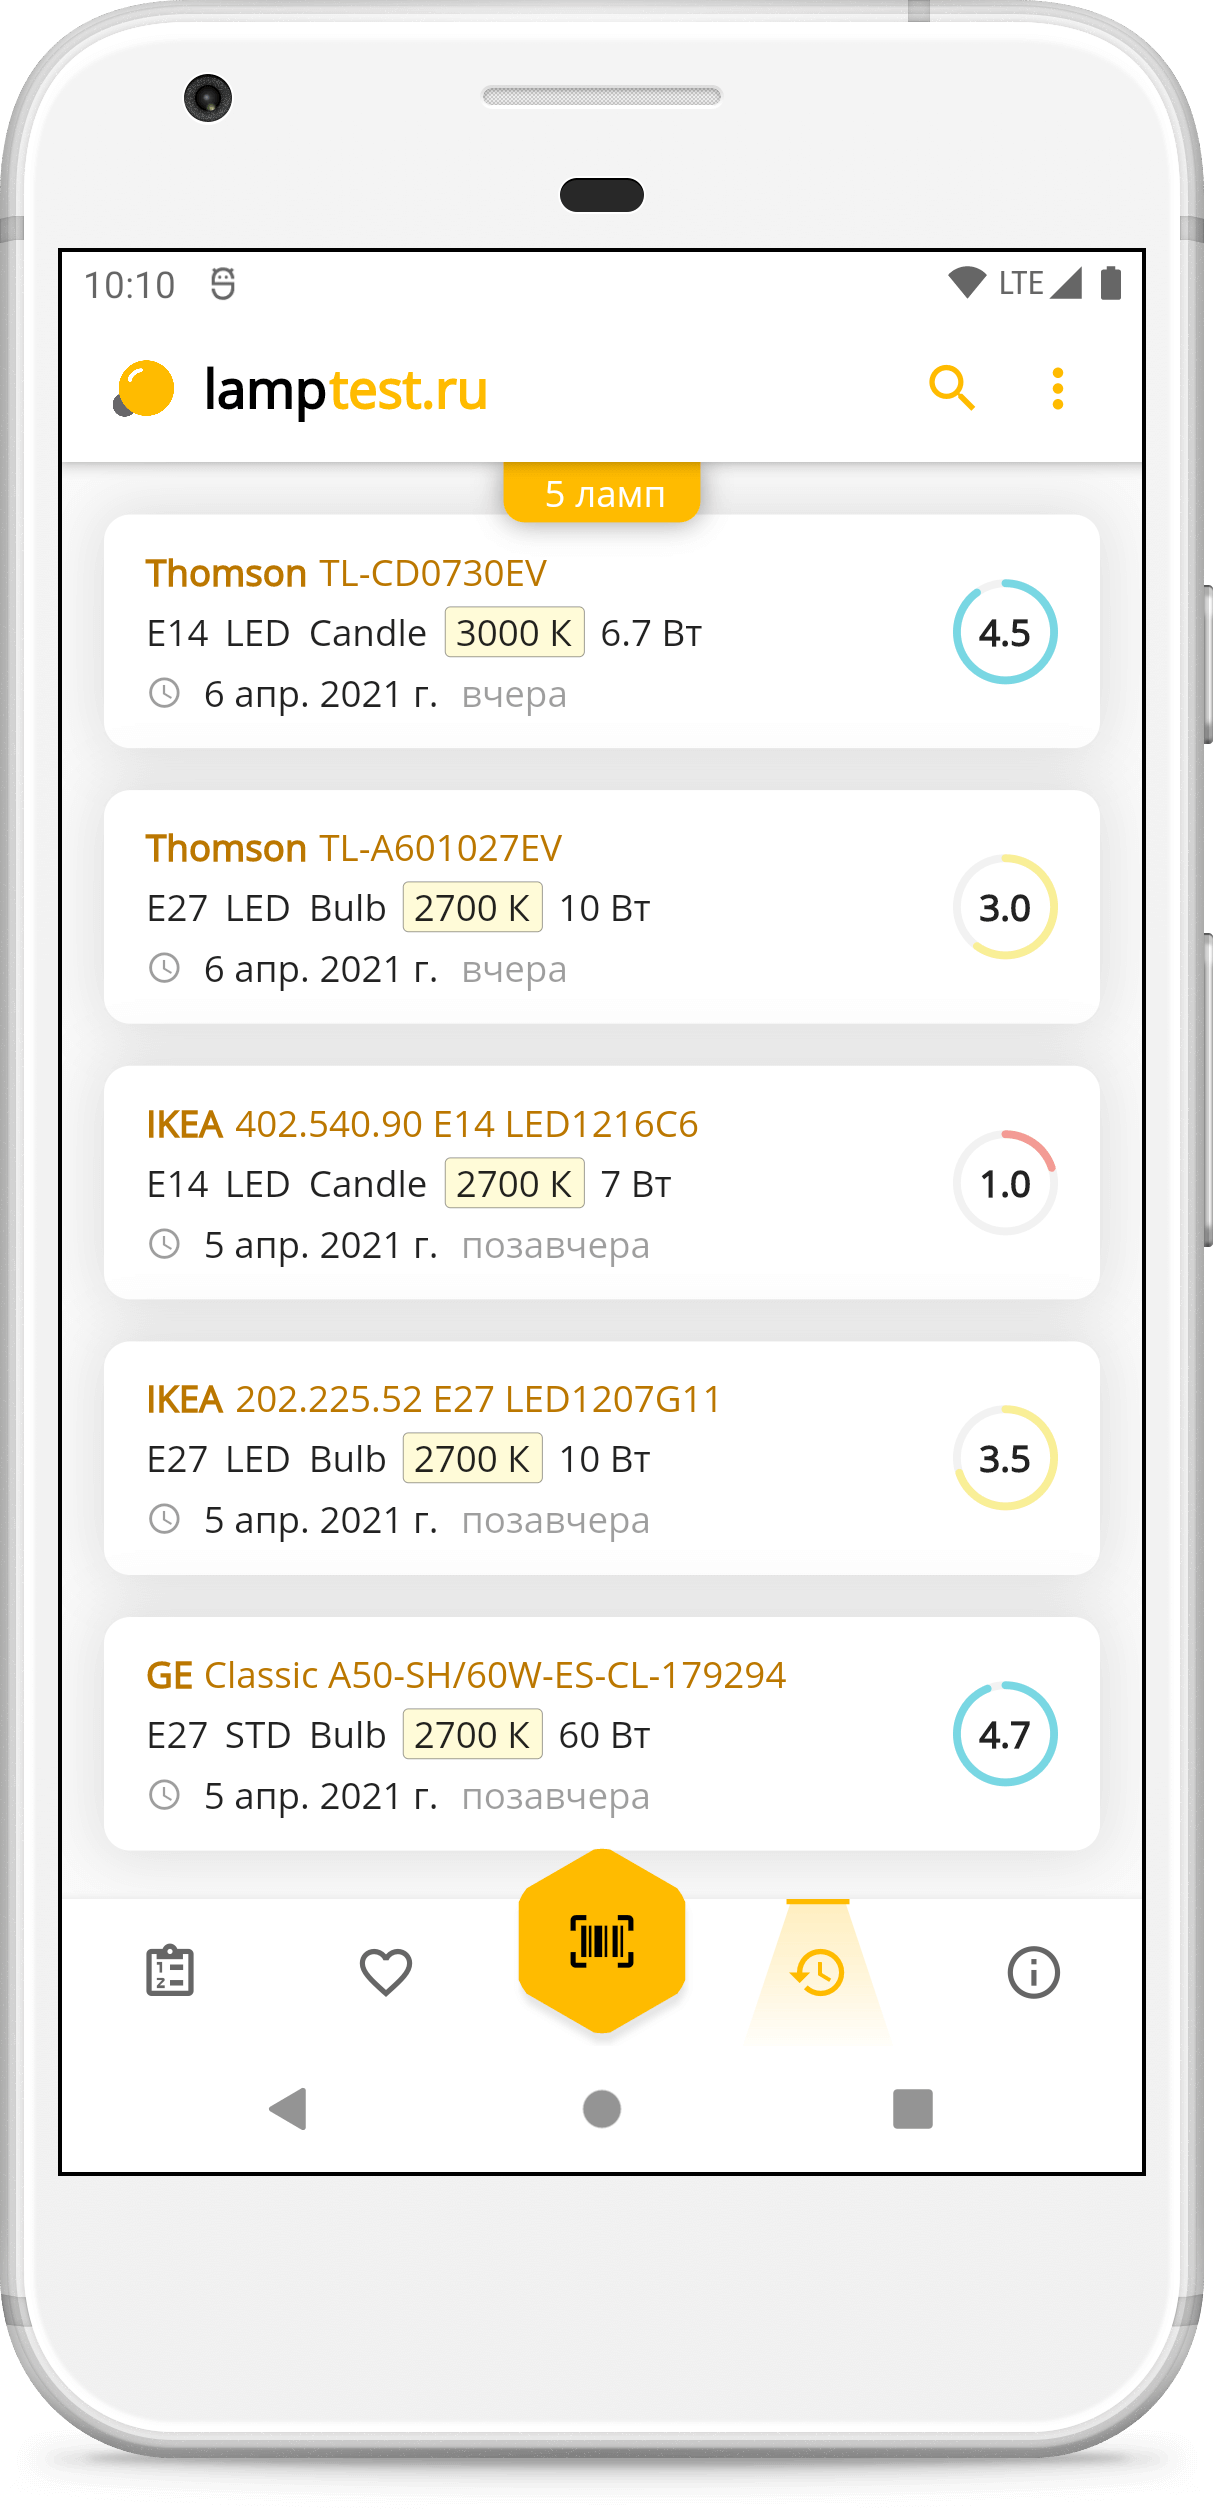 10:10 LTE
lamptest.ru
5 ламп
Thomson TL-CD0730EV
E14 LED Candle 3000 К 6.7 Вт
4.5
6 апр. 2021 г. вчера
Thomson TL-A601027EV
E27 LED Bulb 2700 К 10 Вт
3.0
6 апр. 2021 г. вчера
IKEA 402.540.90 E14 LED1216C6
E14 LED Candle 2700 К 7 Вт
1.0
5 апр. 2021 г. позавчера
IKEA 202.225.52 E27 LED1207G11
E27 LED Bulb 2700 К 10 Вт
3.5
5 апр. 2021 г. позавчера
GE Classic A50-SH/60W-ES-CL-179294
E27 STD Bulb 2700 К 60 Вт
4.7
5 апр. 2021 г. позавчера